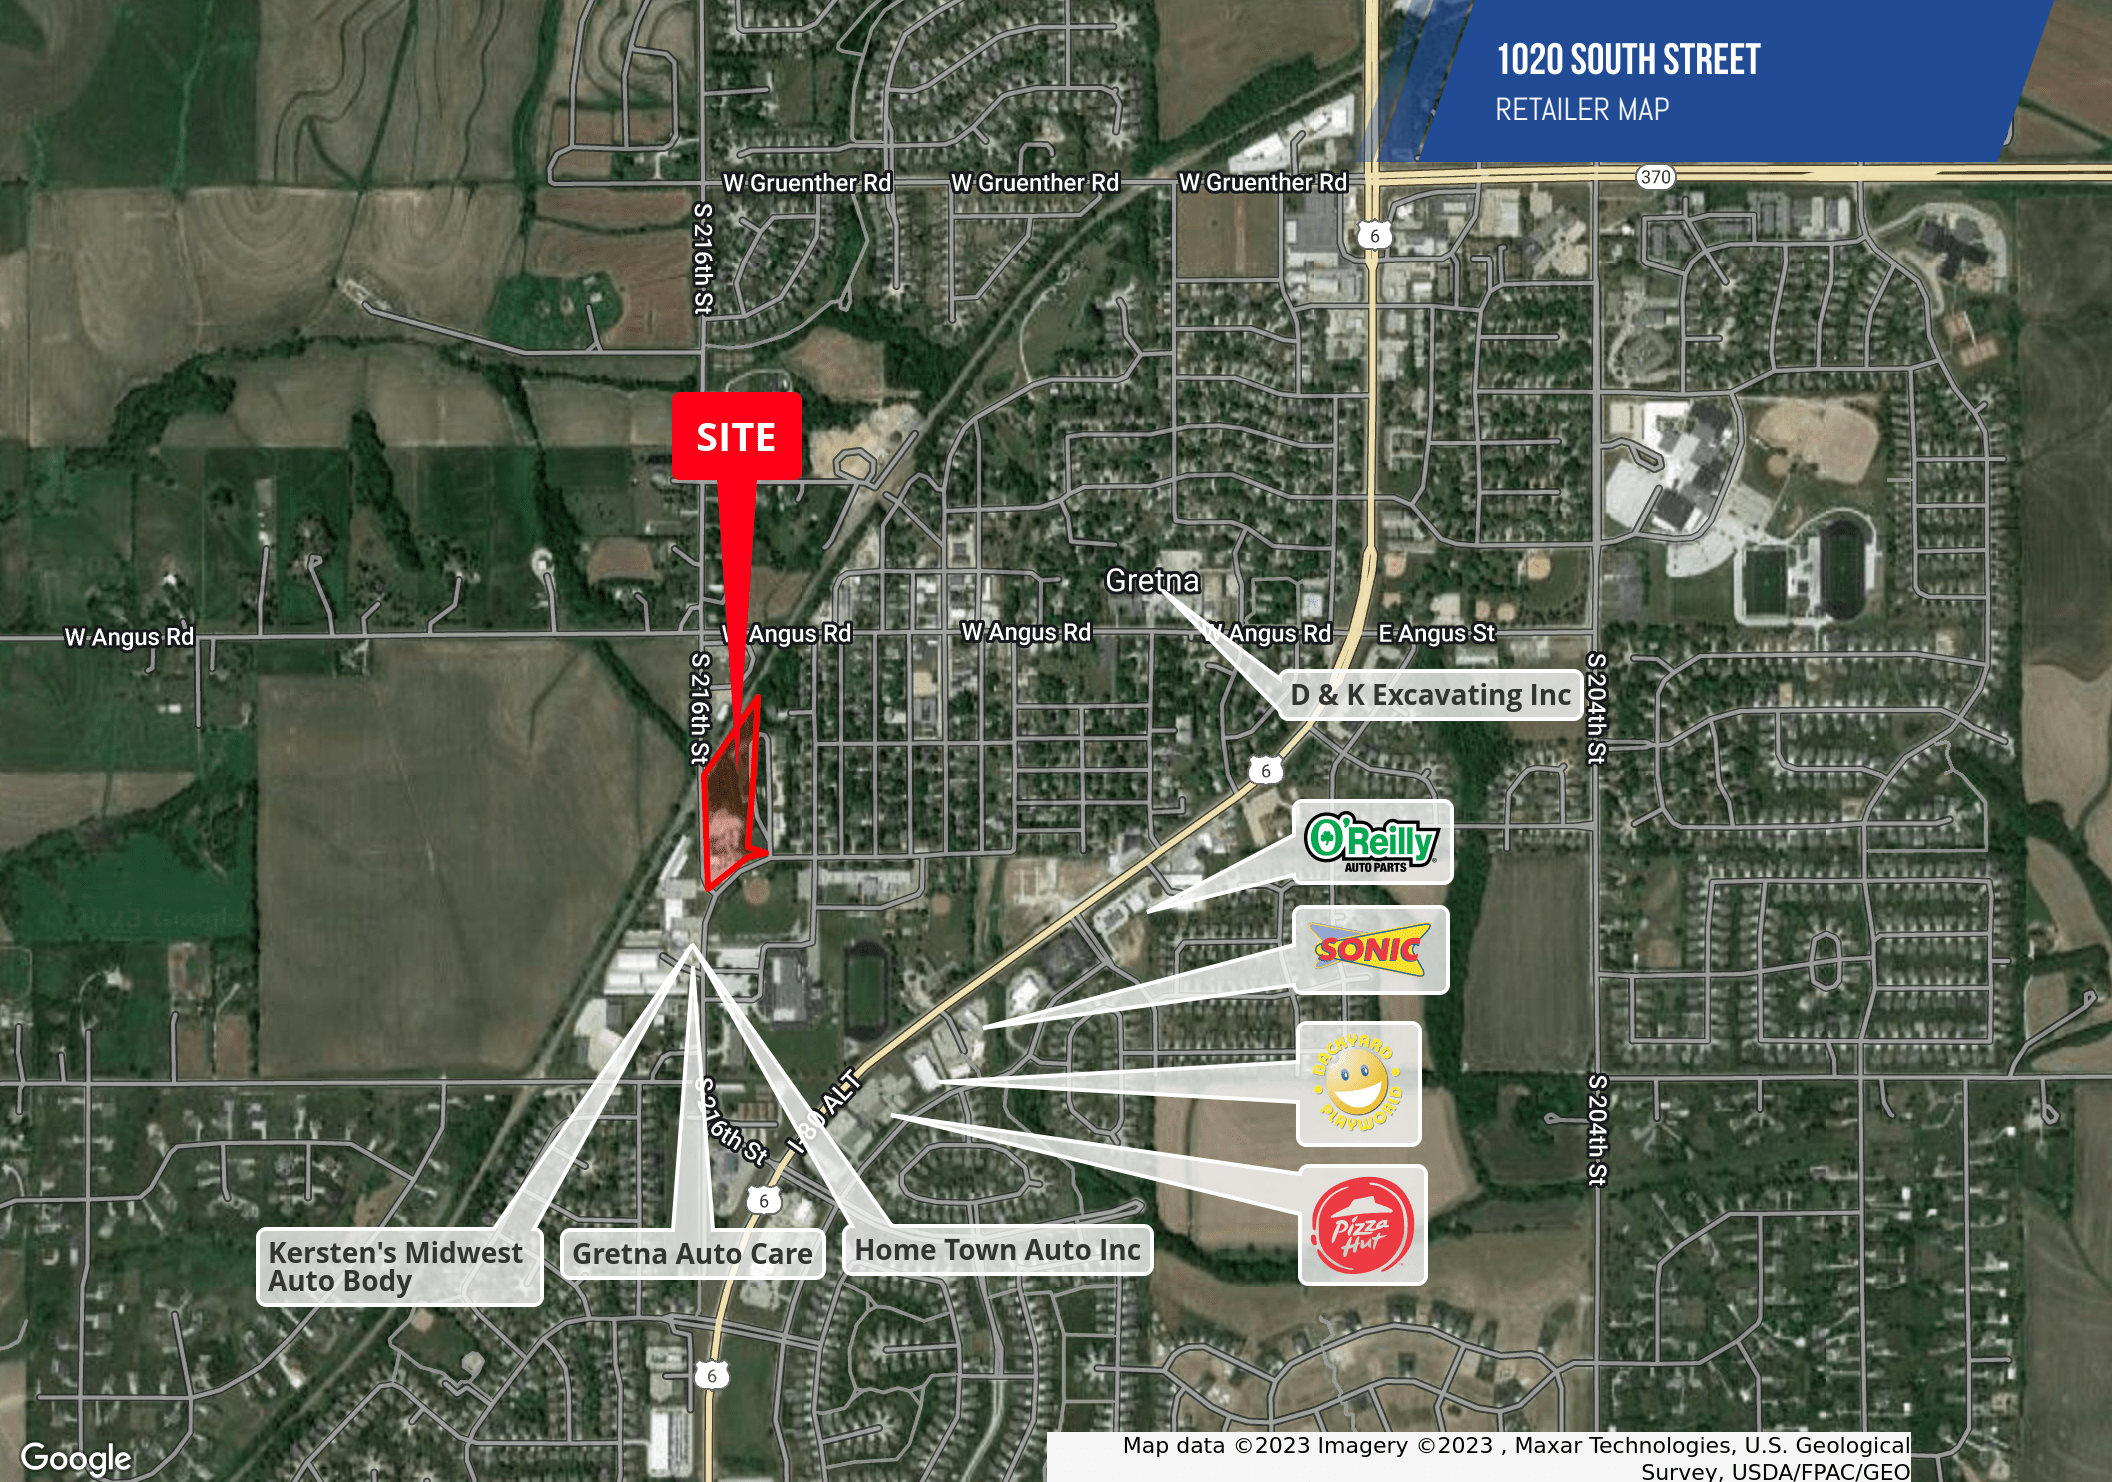 1020 SOUTH STREET
RETAILER MAP
W Gruenther Rd
W Gruenther Rd
W Gruenther Rd
370
6
S 216th St
SITE
Gretna
W Angus Rd
W Angus Rd
W Angus Rd
W Angus Rd
E Angus St
S 216th St
D & K Excavating Inc
S 204th St
6
O'Reilly
AUTO PARTS
© 2023 Google
SONIC
BACKYARD
PLAYWORLD
S 216th St
I-80 ALT
S 204th St
6
Pizza
Hut
Kersten's Midwest
Auto Body
Gretna Auto Care
Home Town Auto Inc
6
Google
Map data ©2023 Imagery ©2023 , Maxar Technologies, U.S. Geological
Survey, USDA/FPAC/GEO